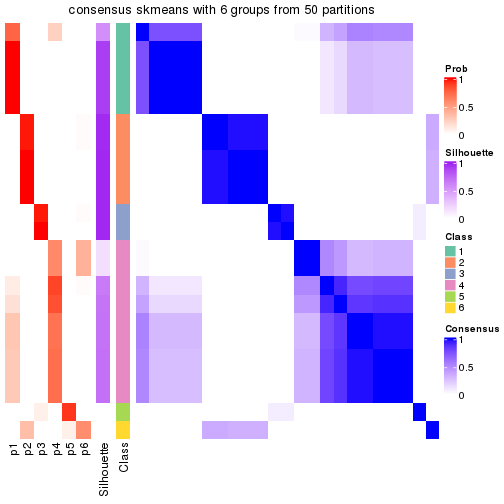 consensus skmeans with 6 groups from 50 partitions
Prob
1
0.5
0
Silhouette
1
0.5
0
Class
1
2
3
4
5
6
Consensus
1
0.5
0
p1
p2
p3
p4
p5
p6
Silhouette
Class